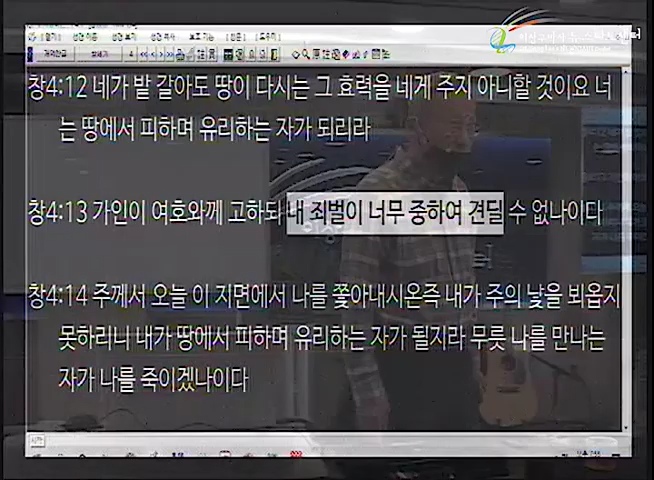 창4:12 네가 밭 갈아도 땅이 다시는 그 효력을 네게 주지 아니할 것이요 너
는 땅에서 피하며 유리하는 자가 되리라
창4:13 가인이 여호와께 고하되 내 죄벌이 너무 중하여 견딜 수 없나이다
창4:14 주께서 오늘 이 지면에서 나를 쫓아내시온즉 내가 주의 낯을 뵈옵지
못하리니 내가 땅에서 피하며 유리하는 자가 될지라 무릇 나를 만나는
자가 나를 죽이겠나이다